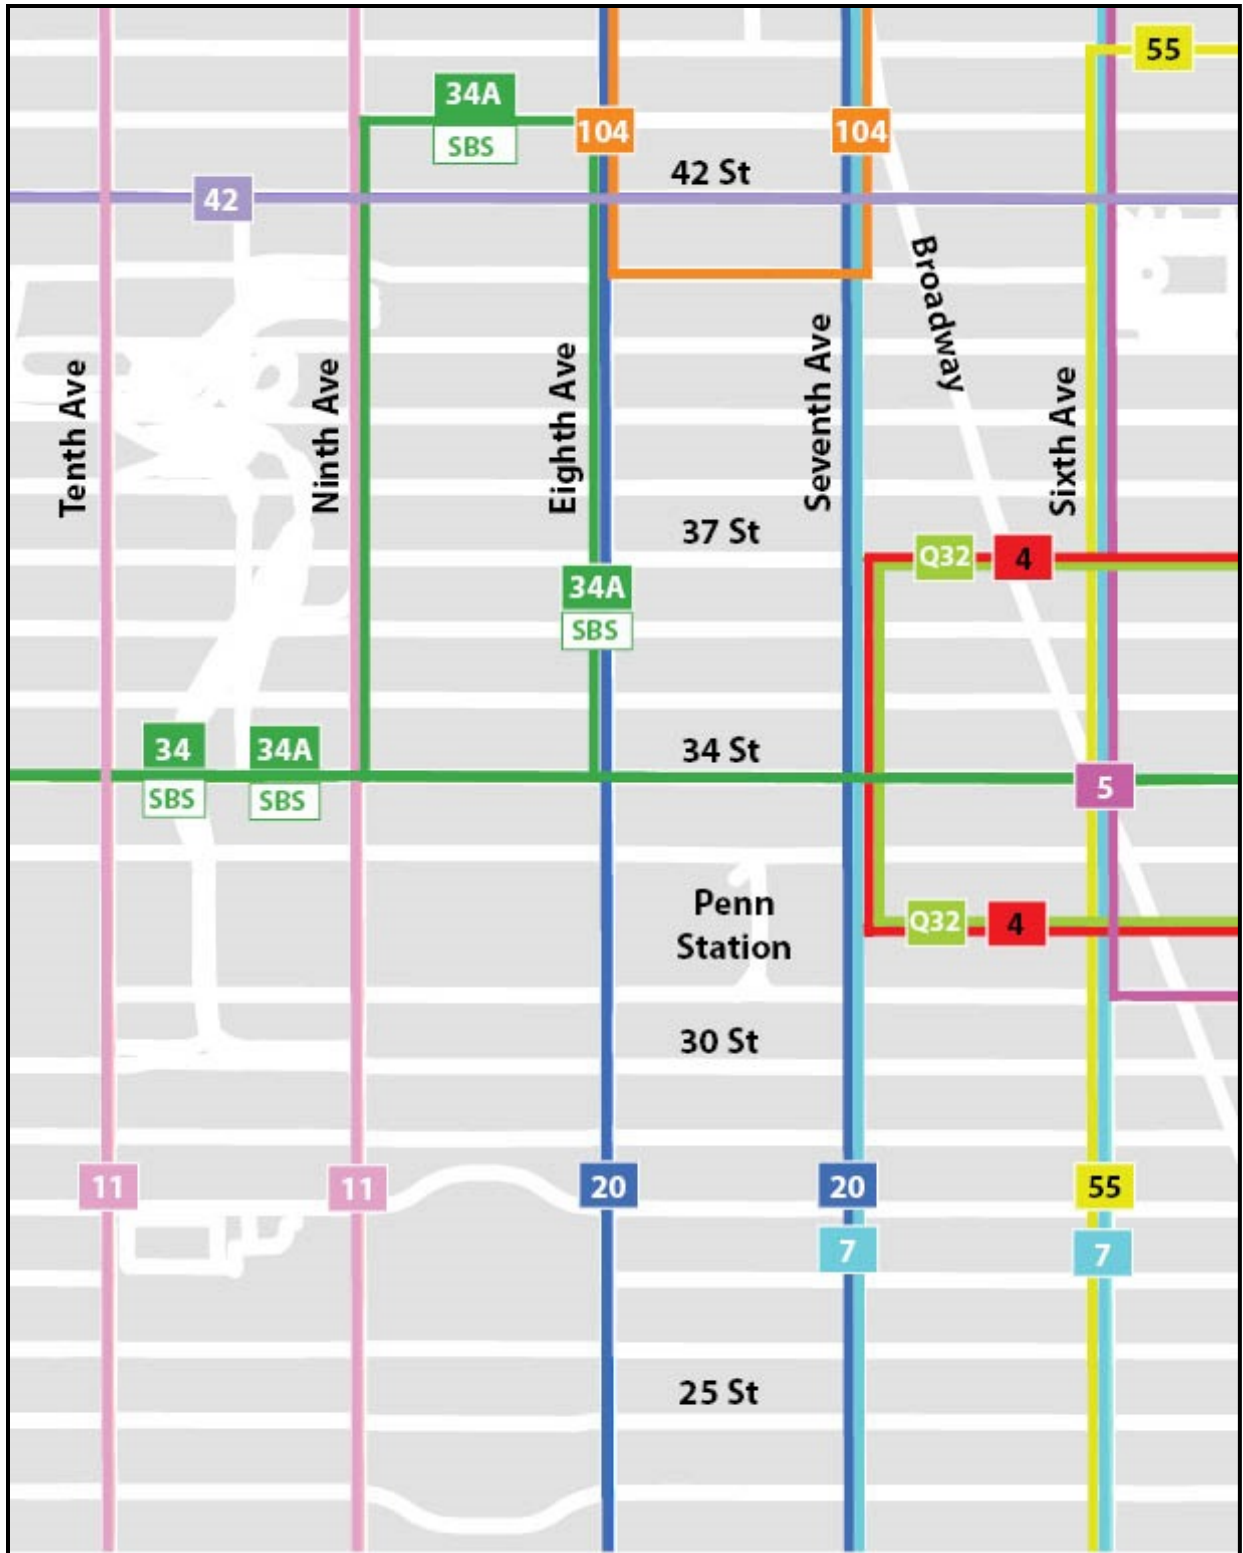 55
34A
SBS
104
104
42 St
42
Broadway
Tenth Ave
Ninth Ave
Eighth Ave
Seventh Ave
Sixth Ave
37 St
Q32
4
34A
SBS
34
SBS
34A
SBS
34 St
5
Penn
Station
Q32
4
30 St
11
11
20
20
7
55
7
25 St